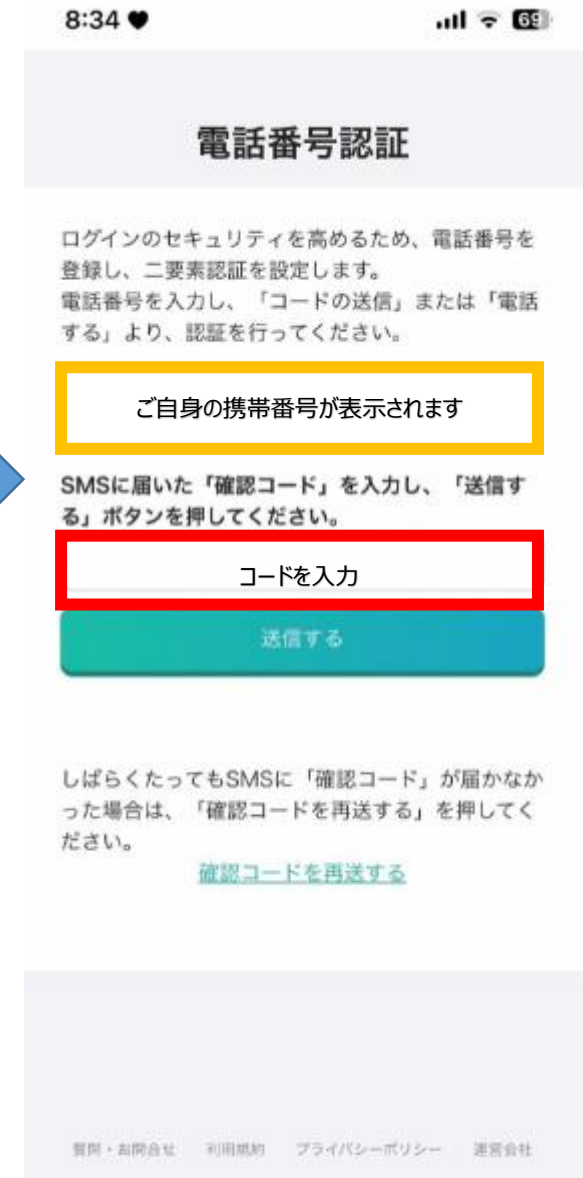 8:34
69
電話番号認証
ログインのセキュリティを高めるため、電話番号を
登録し、二要素認証を設定します。
電話番号を入力し、「コードの送信」または「電話
する」より、認証を行ってください。
ご自身の携帯番号が表示されます
SMSに届いた「確認コード」を入力し、「送信す
る」ボタンを押してください。
コードを入力
送信する
しばらくたってもSMSに「確認コード」が届かなか
った場合は、「確認コードを再送する」を押してく
ださい。
確認コードを再送する
質問・お問合せ 利用規約 プライバシーポリシー 運営会社